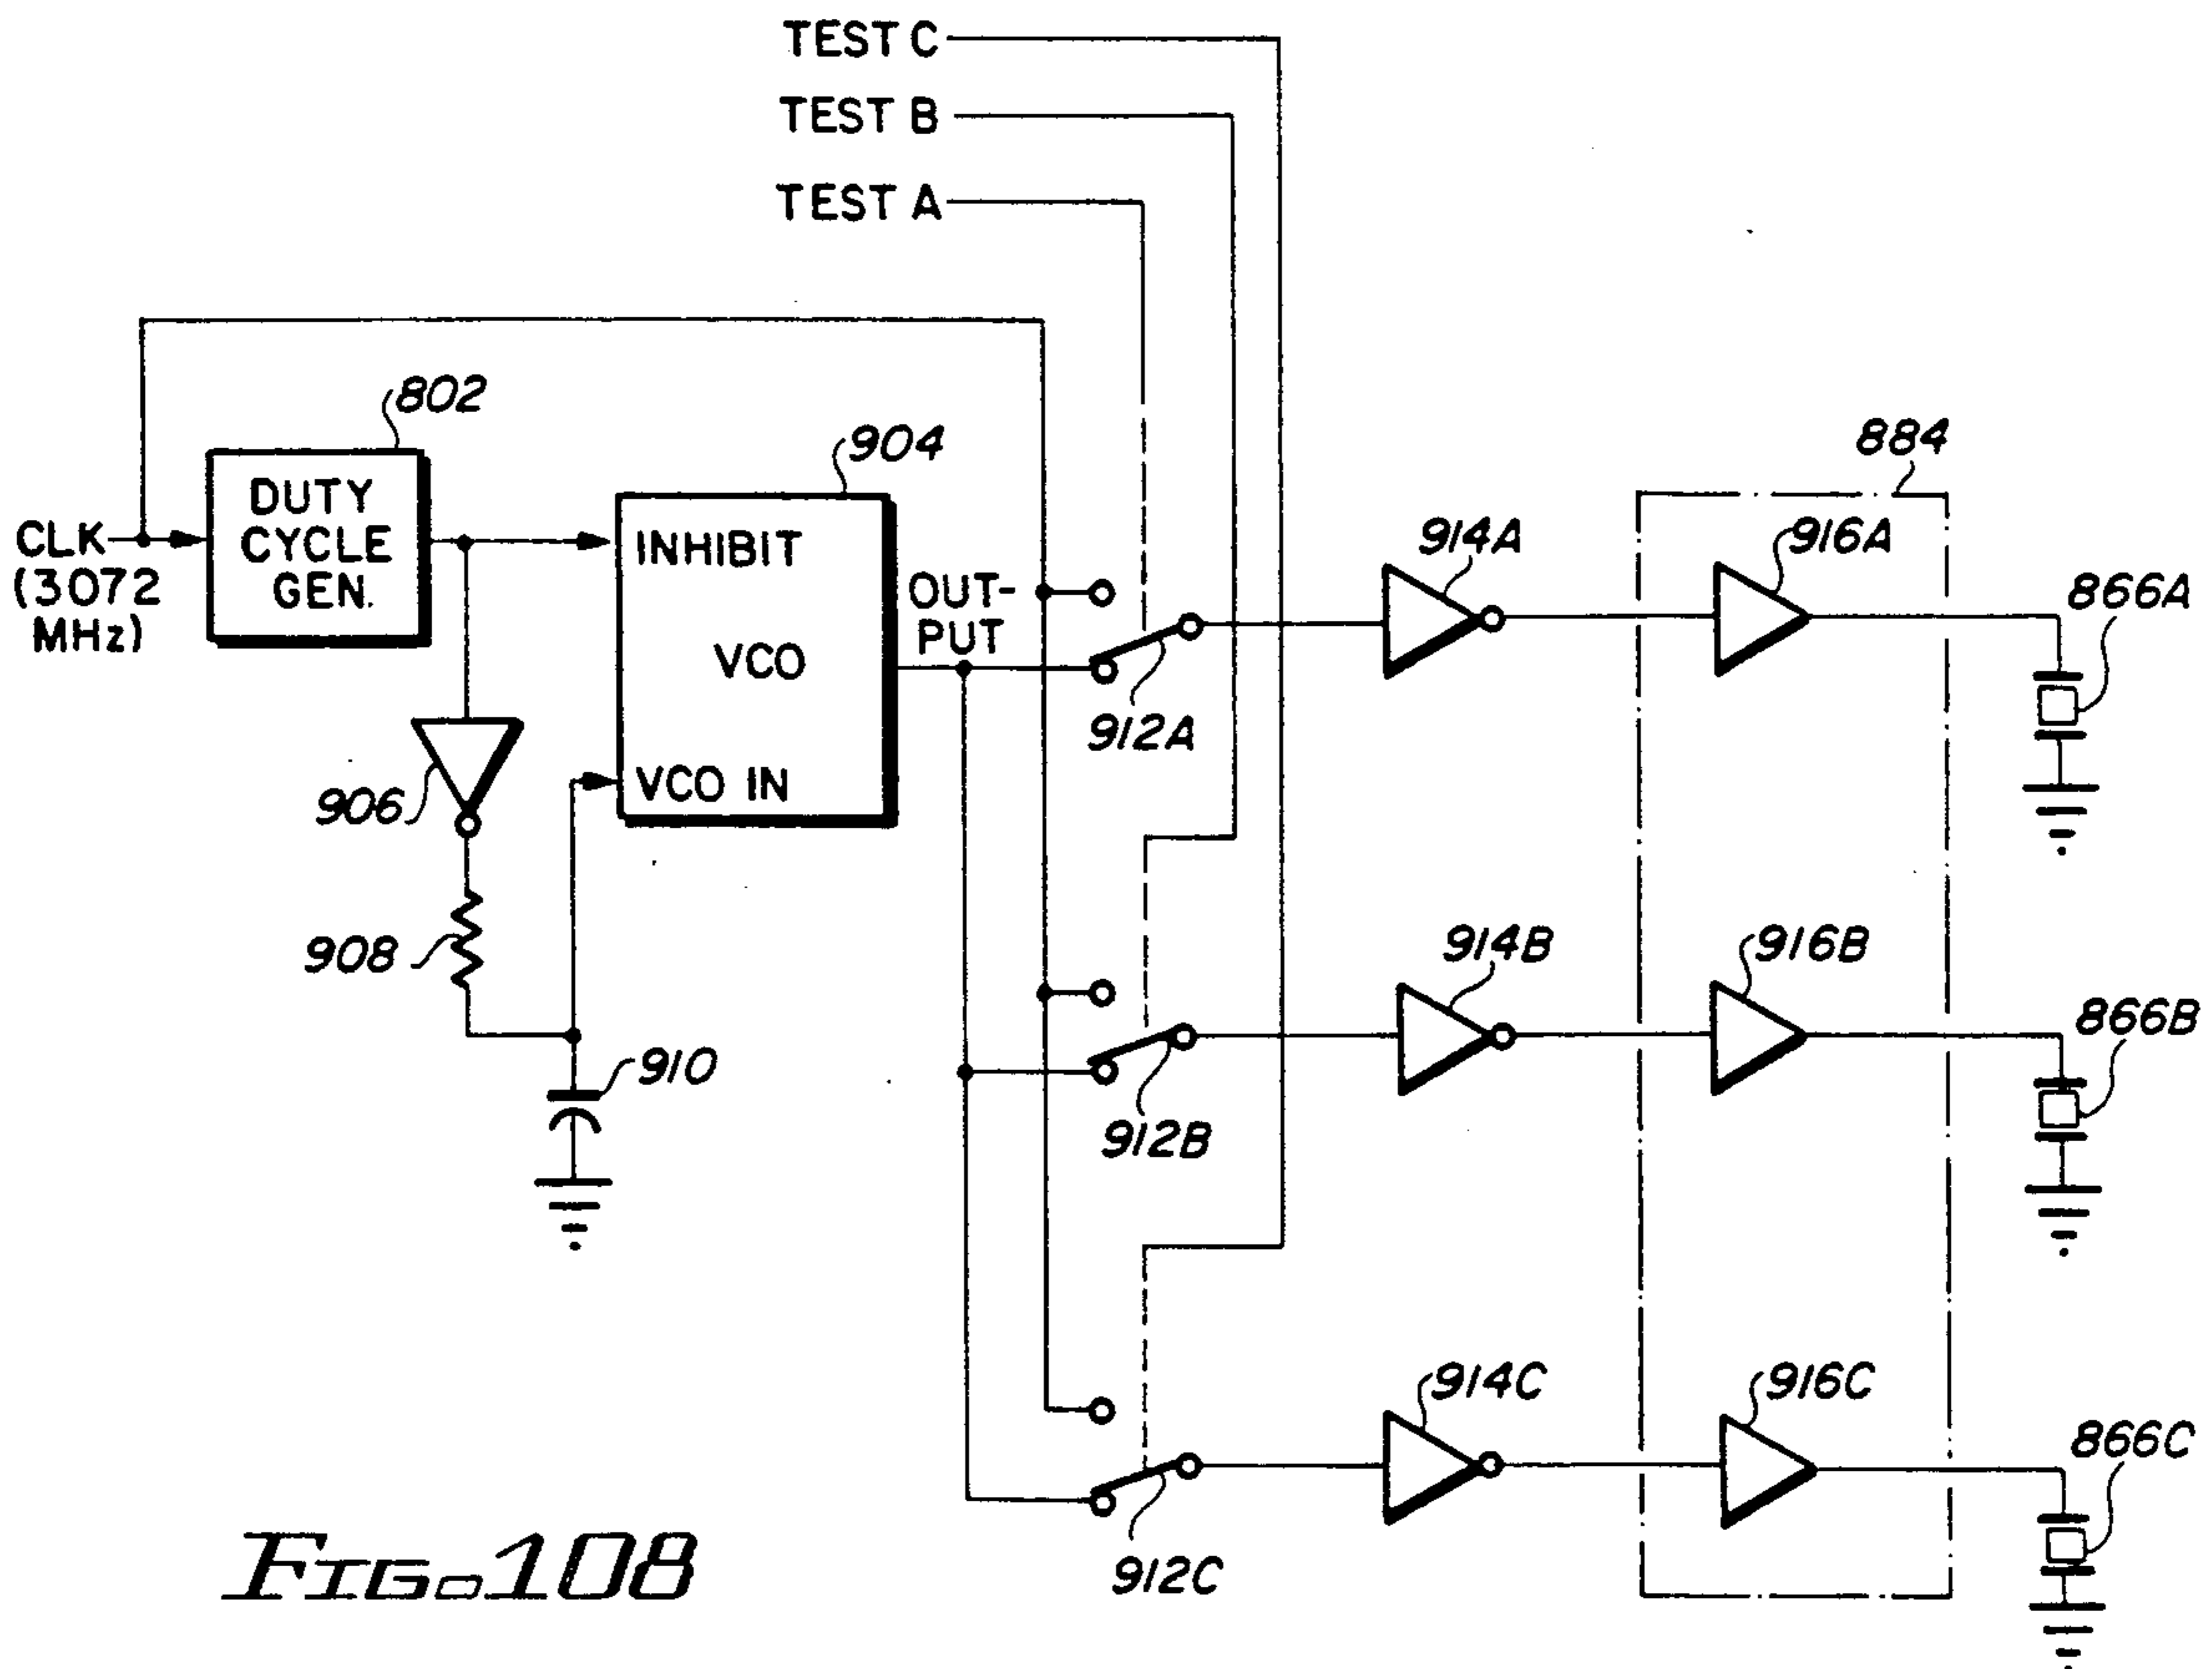 TEST C
TEST B
TEST A
802
904
884
CLK
(3072
MHz)
DUTY
CYCLE
GEN.
INHIBIT
VCO
VCO IN
OUT-
PUT
914A
916A
866A
912A
906
908
910
914B
916B
866B
912B
914C
916C
866C
912C
FIG. 108